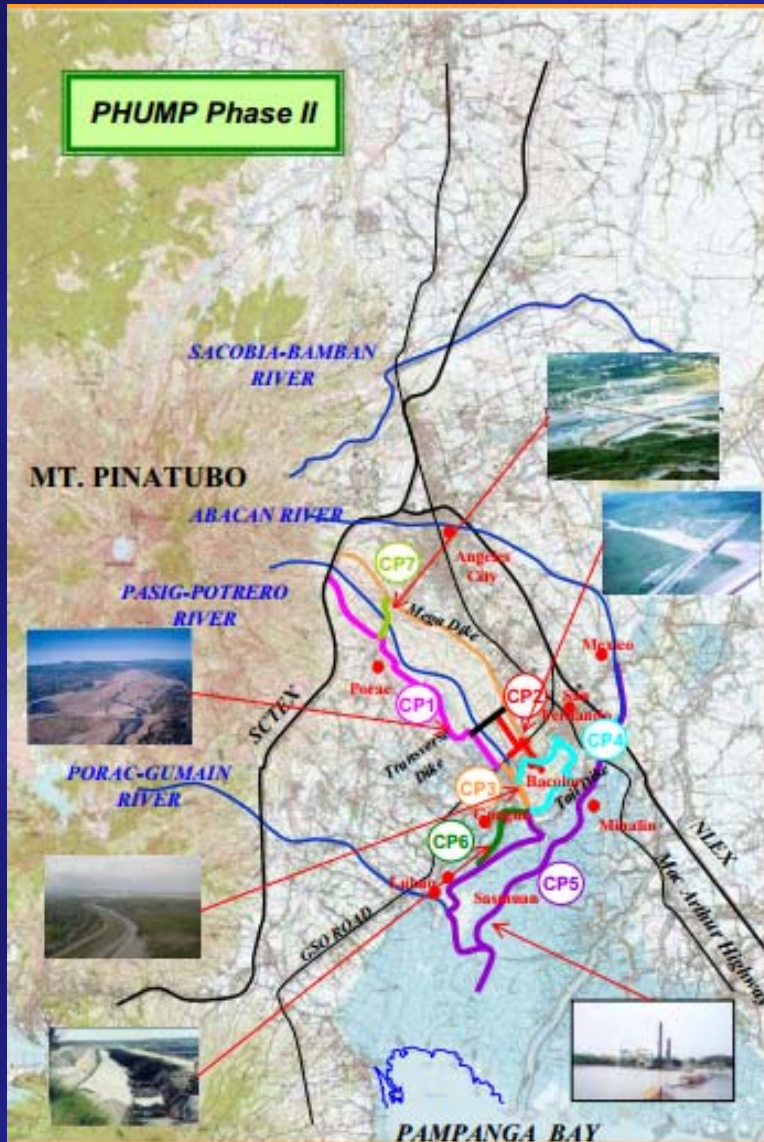 PHUMP Phase II
SACOBIA-BAMBAN
RIVER
MT. PINATUBO
ABACAN RIVER
Angeles
City
CP7
PASIG-POTRERO
RIVER
Mega Dike
Mexico
Porac
CP1
CP2
San
Fernando
SCTEX
Transverse
Dike
CP4
PORAC-GUMAIN
RIVER
CP3
Bacolor
Tail Dike
Guagua
Minalin
NLEX
CP6
CP5
Lubao
Sasmuan
GSO ROAD
Mac Arthur Highway
PAMPANGA BAY